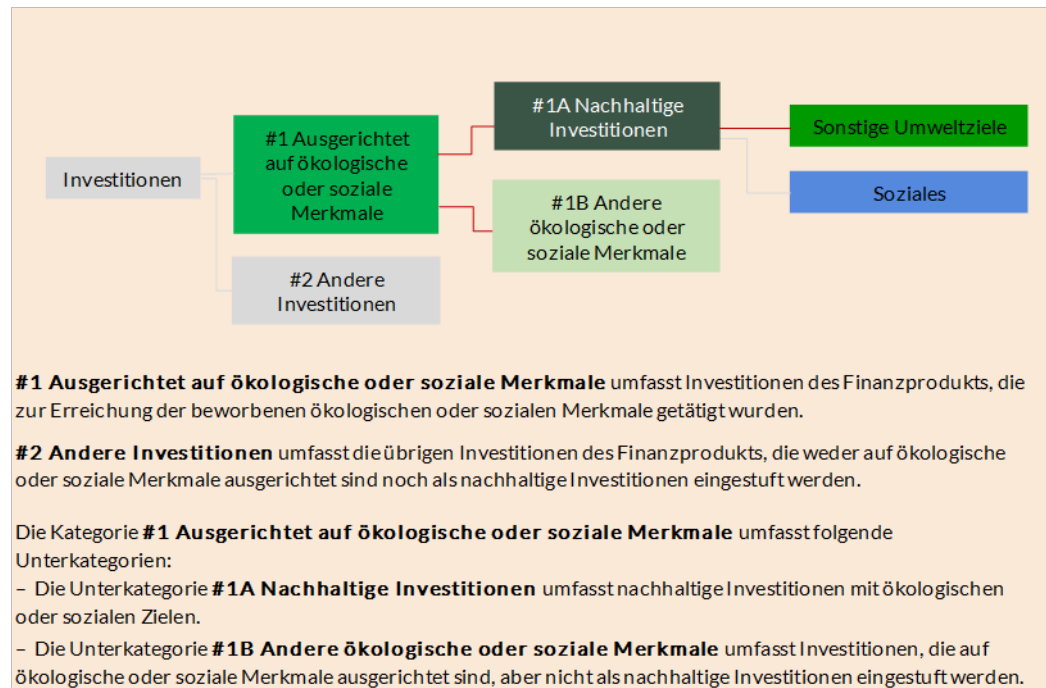 Investitionen
#1 Ausgerichtet
auf ökologische
oder soziale
Merkmale
#2 Andere
Investitionen
#1A Nachhaltige
Investitionen
#1B Andere
ökologische oder
soziale Merkmale
Sonstige Umweltziele
Soziales
#1 Ausgerichtet auf ökologische oder soziale Merkmale umfasst Investitionen des Finanzprodukts, die
zur Erreichung der beworbenen ökologischen oder sozialen Merkmale getätigt wurden.
#2 Andere Investitionen umfasst die übrigen Investitionen des Finanzprodukts, die weder auf ökologische
oder soziale Merkmale ausgerichtet sind noch als nachhaltige Investitionen eingestuft werden.
Die Kategorie #1 Ausgerichtet auf ökologische oder soziale Merkmale umfasst folgende
Unterkategorien:
– Die Unterkategorie #1A Nachhaltige Investitionen umfasst nachhaltige Investitionen mit ökologischen
oder sozialen Zielen.
– Die Unterkategorie #1B Andere ökologische oder soziale Merkmale umfasst Investitionen, die auf
ökologische oder soziale Merkmale ausgerichtet sind, aber nicht als nachhaltige Investitionen eingestuft werden.